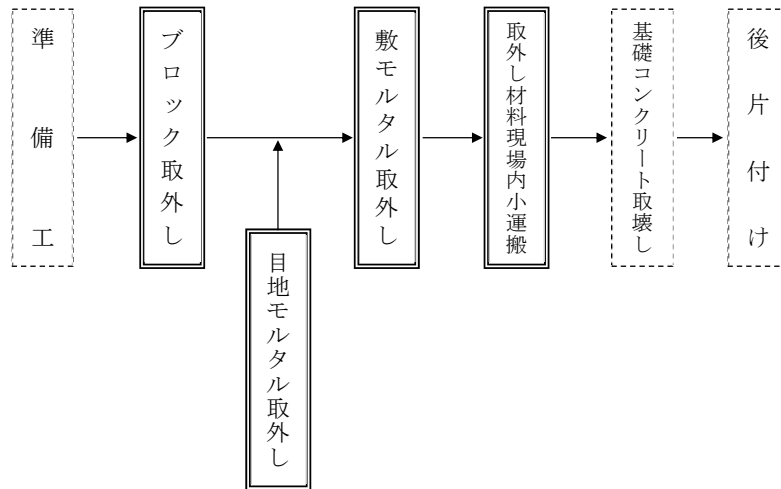 準備工
ブロック取外し
目地モルタル取外し
敷モルタル取外し
取外し材料現場内小運搬
基礎コンクリート取壊し
後片付け